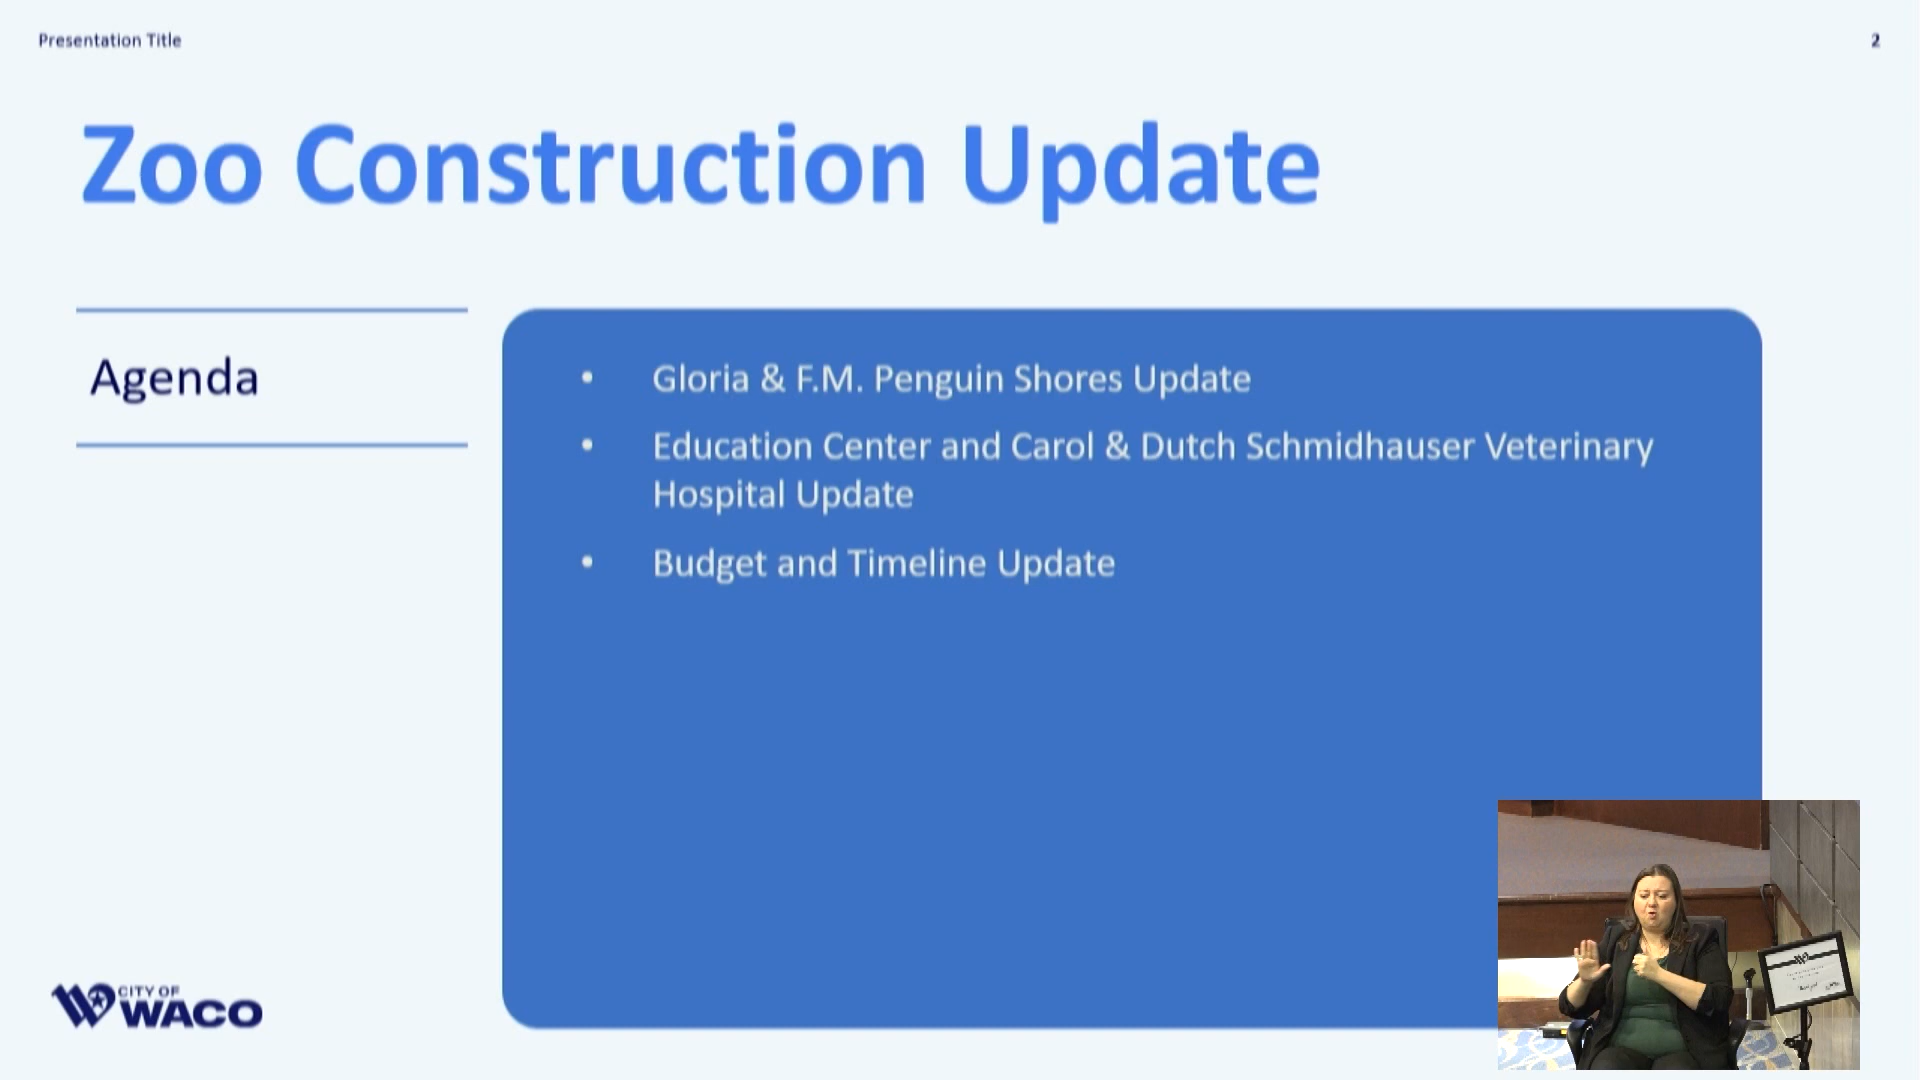 Presentation Title
2
Zoo Construction Update
Agenda
• Gloria & F.M. Penguin Shores Update
• Education Center and Carol & Dutch Schmidhauser Veterinary
Hospital Update
• Budget and Timeline Update
CITY OF
WACO